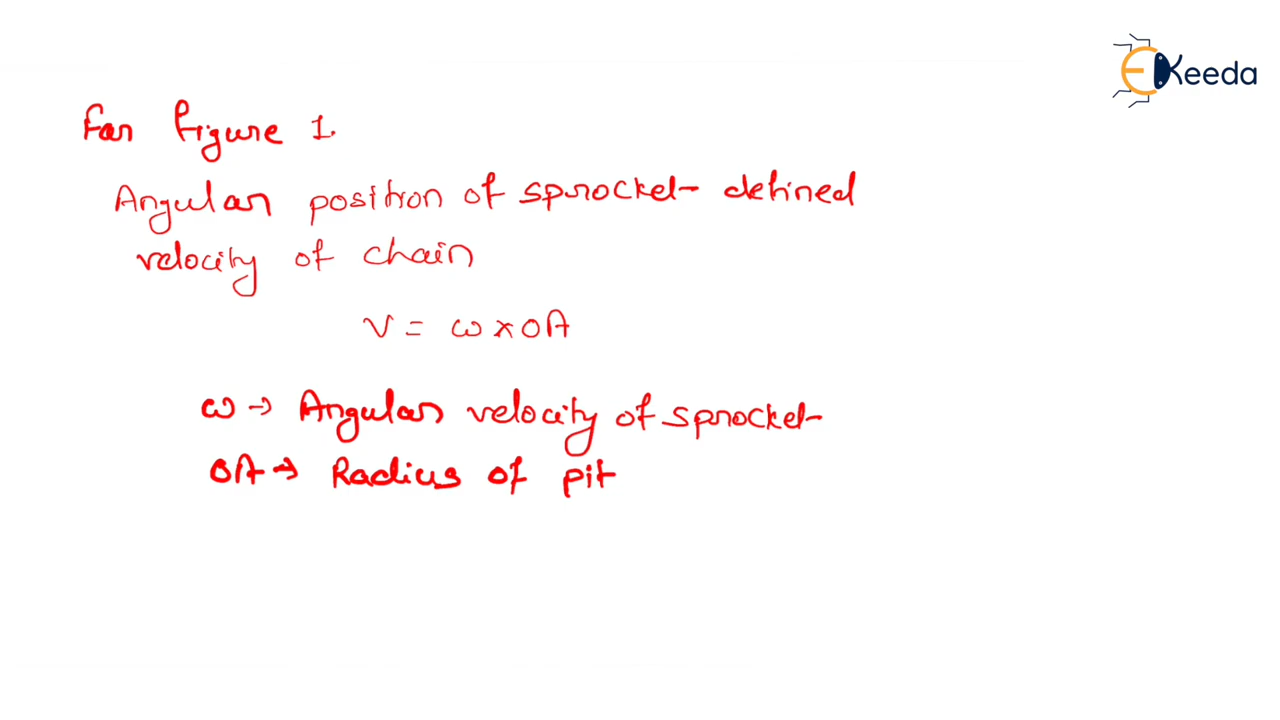 EKeeda
For Figure 1.
Angular position of sprocket defined
velocity of chain
V = ω × OA
ω → Angular velocity of sprocket
OA → Radius of pit